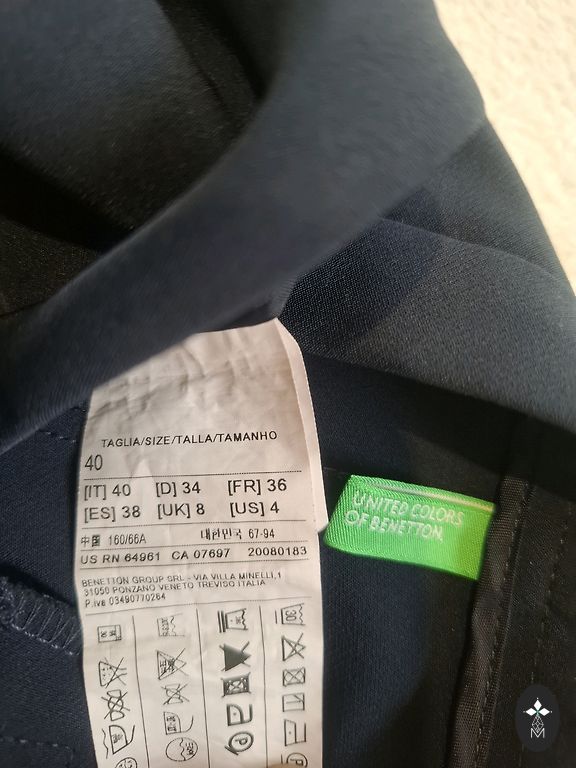 TAGLIA/SIZE/TALLA/TAMANHO
40
[IT] 40 [D] 34 [FR] 36
[ES] 38 [UK] 8 [US] 4
中国 160/66A 대한민국 67-94
US RN 64961 CA 07697 20080183
BENETTON GROUP SRL - VIA VILLA MINELLI,1
31050 PONZANO VENETO TREVISO ITALIA
P.Iva 03490770264
30
UNITED COLORS
OF BENETTON.
M